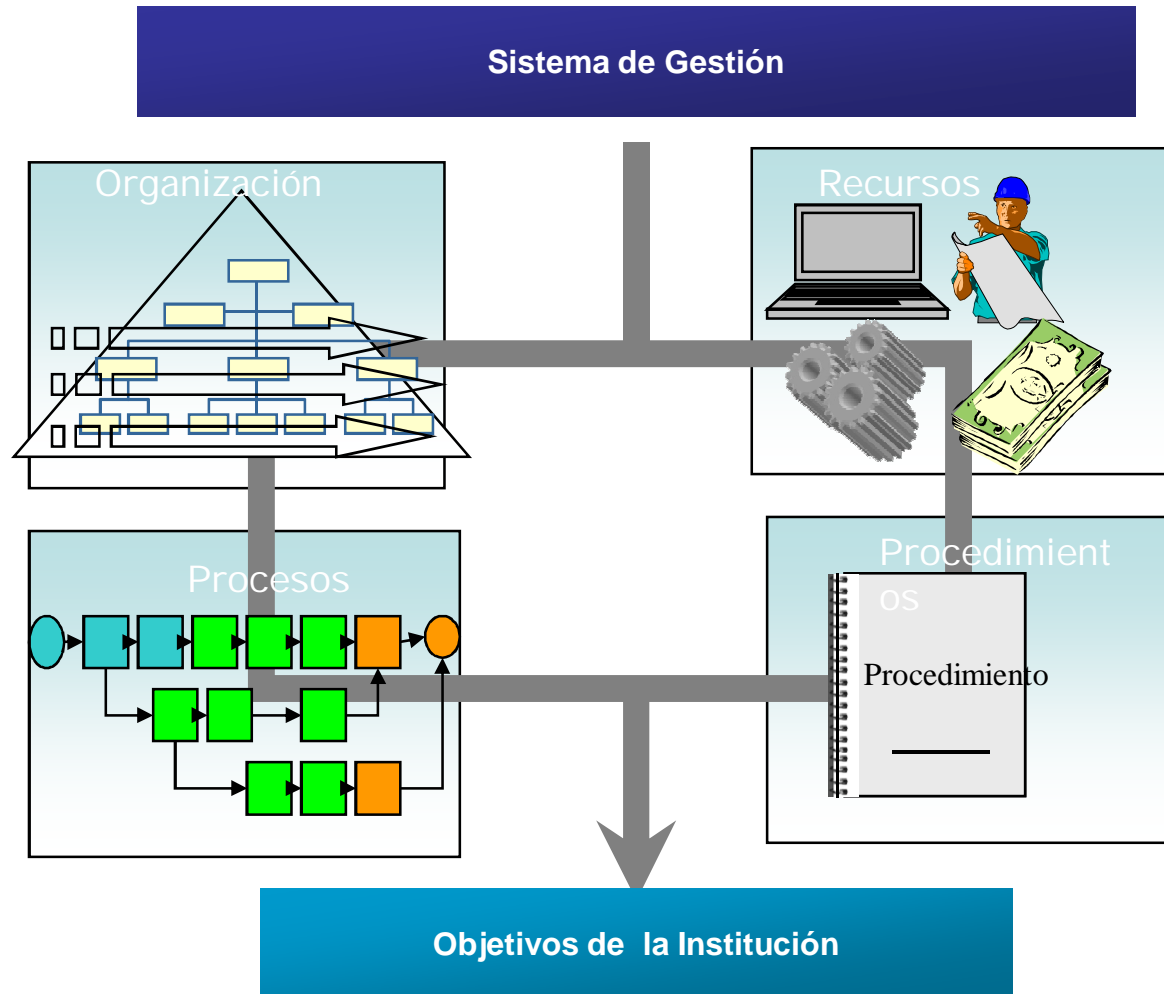 Sistema de Gestión
Organización
Recursos
Procesos
Procedimient
os
Procedimiento
Objetivos de  la Institución